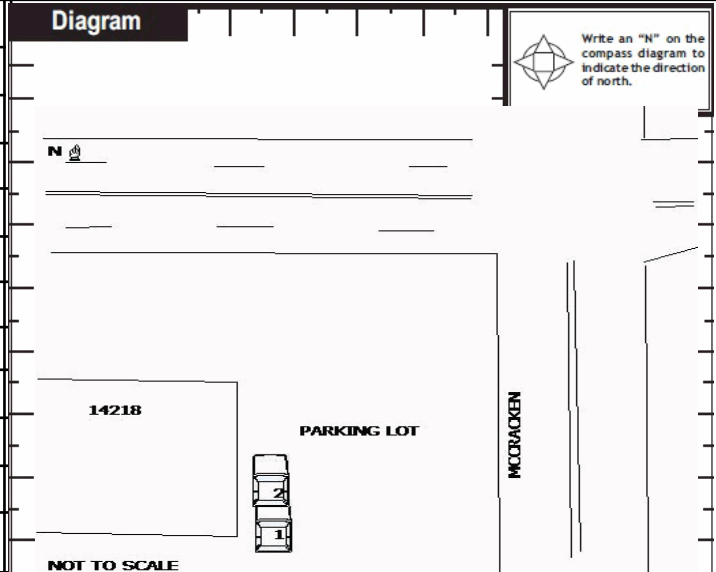 Diagram
Write an “N” on the
compass diagram to
indicate the direction
of north.
N
14218
PARKING LOT
MCCRACKEN
2
1
NOT TO SCALE